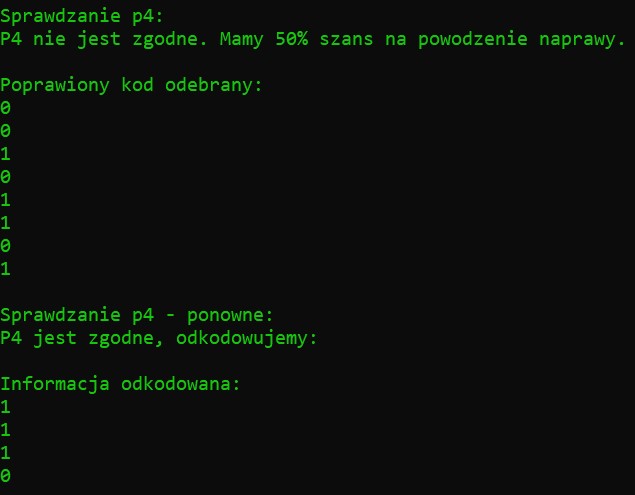 Sprawdzanie p4:
P4 nie jest zgodne. Mamy 50% szans na powodzenie naprawy.
Poprawiony kod odebrany:
0
0
1
0
1
1
0
1
Sprawdzanie p4 - ponowne:
P4 jest zgodne, odkodowujemy:
Informacja odkodowana:
1
1
1
0